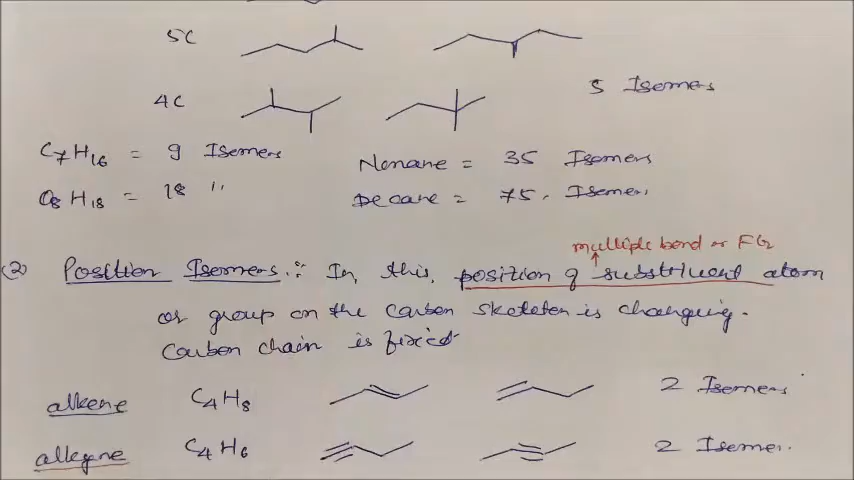 5C
4C
5 Isomers
C7H16 = 9 Isomers
Nonane = 35 Isomers
C8H18 = 18 "
Decane = 75. Isomers
multiple bond or FG
(2) Position Isomers :- In this, position of substituent atom
or group on the carbon skeleton is changing.
Carbon chain is fixed
alkene C4H8 2 Isomers
alkyne C4H6 2 Isomer.